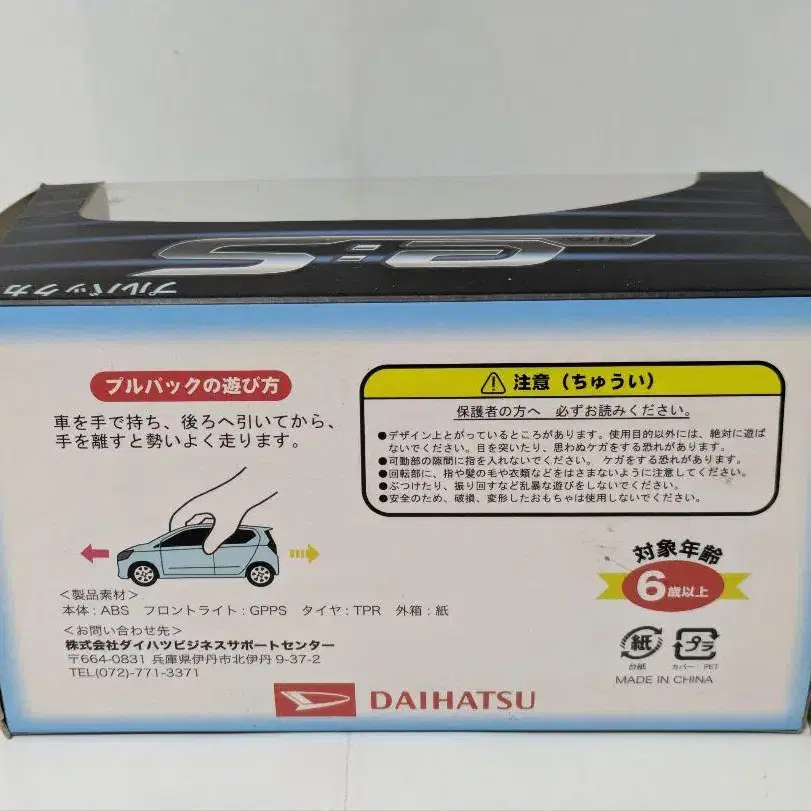 e:S
プルバックカ
プルバックの遊び方
車を手で持ち、後ろへ引いてから、
手を離すと勢いよく走ります。
注意（ちゅうい）
保護者の方へ 必ずお読みください。
●デザイン上とがっているところがあります。使用目的以外には、絶対に遊ば
ないでください。目を突いたり、思わぬケガをする恐れがあります。
●可動部の隙間に指を入れないでください。ケガをする恐れがあります。
●回転部に、指や髪の毛や衣類などをはさまないように注意してください。
●ぶつけたり、振り回すなど乱暴な遊びをしないでください。
●安全のため、破損、変形したおもちゃは使用しないでください。
対象年齢
6歳以上
＜製品素材＞
本体：ABS フロントライト：GPPS タイヤ：TPR 外箱：紙
＜お問い合わせ先＞
株式会社ダイハツビジネスサポートセンター
〒664-0831 兵庫県伊丹市北伊丹 9-37-2
TEL(072)-771-3371
紙
台紙
プラ
カバー：PET
MADE IN CHINA
DAIHATSU